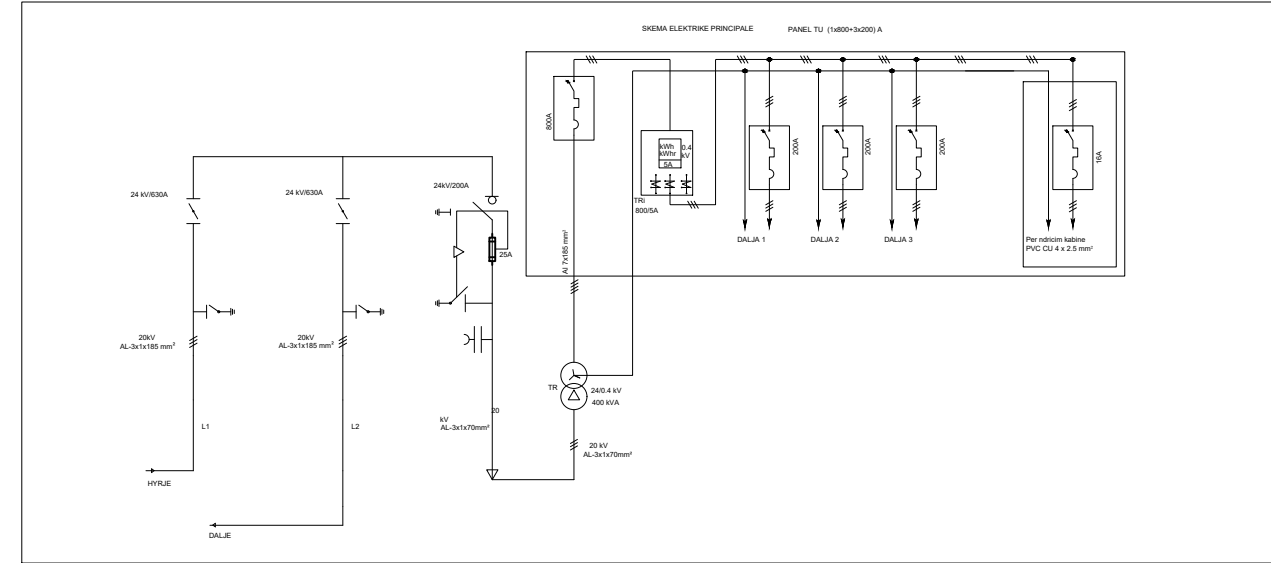 SKEMA ELEKTRIKE PRINCIPALE PANEL TU (1x800+3x200) A
800A
kWh 0.4
kWhr kV
5A
TRi
800/5A
200A
200A
200A
16A
DALJA 1
DALJA 2
DALJA 3
Per ndricim kabine
PVC CU 4 x 2.5 mm²
24 kV/630A
24 kV/630A
24kV/200A
25A
Al 7x185 mm²
20kV
AL-3x1x185 mm²
20kV
AL-3x1x185 mm²
TR
24/0.4 kV
400 kVA
20
kV
AL-3x1x70mm²
L1
L2
20 kV
AL-3x1x70mm²
HYRJE
DALJE